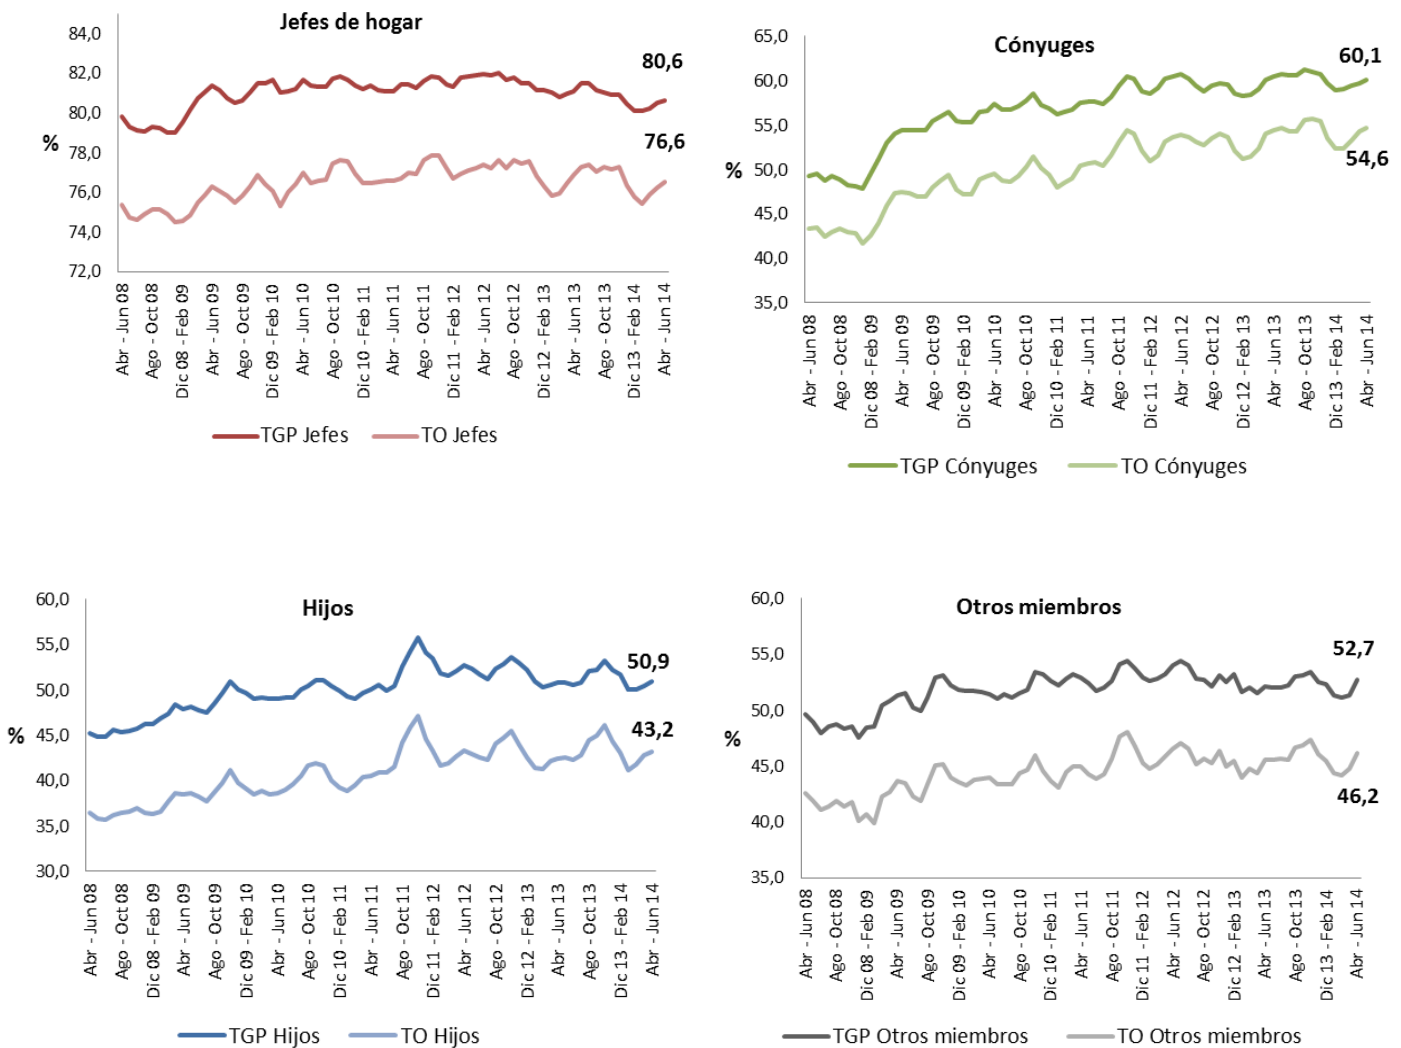 Jefes de hogar
84,0
82,0
80,0
78,0
76,0
74,0
72,0
%
80,6
76,6
Abr - Jun 08
Ago - Oct 08
Dic 08 - Feb 09
Abr - Jun 09
Ago - Oct 09
Dic 09 - Feb 10
Abr - Jun 10
Ago - Oct 10
Dic 10 - Feb 11
Abr - Jun 11
Ago - Oct 11
Dic 11 - Feb 12
Abr - Jun 12
Ago - Oct 12
Dic 12 - Feb 13
Abr - Jun 13
Ago - Oct 13
Dic 13 - Feb 14
Abr - Jun 14
TGP Jefes TO Jefes
Cónyuges
65,0
60,0
55,0
50,0
45,0
40,0
35,0
%
60,1
54,6
Abr - Jun 08
Ago - Oct 08
Dic 08 - Feb 09
Abr - Jun 09
Ago - Oct 09
Dic 09 - Feb 10
Abr - Jun 10
Ago - Oct 10
Dic 10 - Feb 11
Abr - Jun 11
Ago - Oct 11
Dic 11 - Feb 12
Abr - Jun 12
Ago - Oct 12
Dic 12 - Feb 13
Abr - Jun 13
Ago - Oct 13
Dic 13 - Feb 14
Abr - Jun 14
TGP Cónyuges TO Cónyuges
Hijos
60,0
55,0
50,0
45,0
40,0
35,0
30,0
%
50,9
43,2
Abr - Jun 08
Ago - Oct 08
Dic 08 - Feb 09
Abr - Jun 09
Ago - Oct 09
Dic 09 - Feb 10
Abr - Jun 10
Ago - Oct 10
Dic 10 - Feb 11
Abr - Jun 11
Ago - Oct 11
Dic 11 - Feb 12
Abr - Jun 12
Ago - Oct 12
Dic 12 - Feb 13
Abr - Jun 13
Ago - Oct 13
Dic 13 - Feb 14
Abr - Jun 14
TGP Hijos TO Hijos
Otros miembros
60,0
55,0
50,0
45,0
40,0
35,0
%
52,7
46,2
Abr - Jun 08
Ago - Oct 08
Dic 08 - Feb 09
Abr - Jun 09
Ago - Oct 09
Dic 09 - Feb 10
Abr - Jun 10
Ago - Oct 10
Dic 10 - Feb 11
Abr - Jun 11
Ago - Oct 11
Dic 11 - Feb 12
Abr - Jun 12
Ago - Oct 12
Dic 12 - Feb 13
Abr - Jun 13
Ago - Oct 13
Dic 13 - Feb 14
Abr - Jun 14
TGP Otros miembros TO Otros miembros